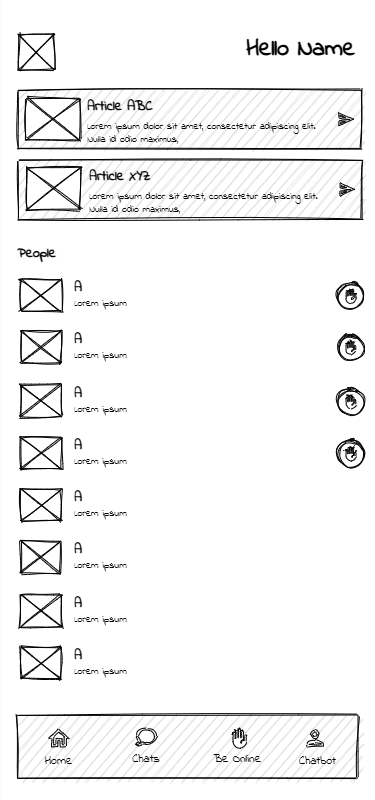 Hello Name
Article ABC
Lorem ipsum dolor sit amet, consectetur adipiscing elit.
Nulla id odio maximus,
Article XYZ
Lorem ipsum dolor sit amet, consectetur adipiscing elit.
Nulla id odio maximus,
People
A
Lorem ipsum
A
Lorem ipsum
A
Lorem ipsum
A
Lorem ipsum
A
Lorem ipsum
A
Lorem ipsum
A
Lorem ipsum
A
Lorem ipsum
Home Chats Be online Chatbot